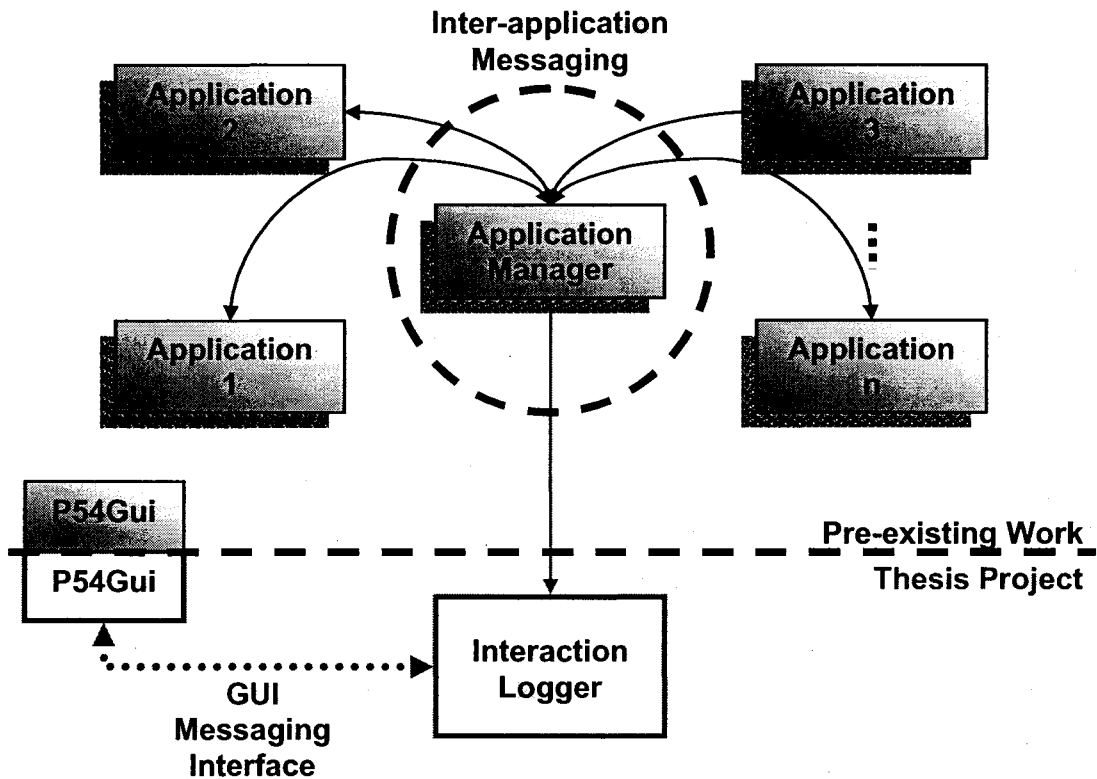 Inter-application
Messaging
Application
2
Application
3
Application
Manager
Application
1
Application
n
P54Gui
Pre-existing Work
P54Gui
Thesis Project
Interaction
Logger
GUI
Messaging
Interface